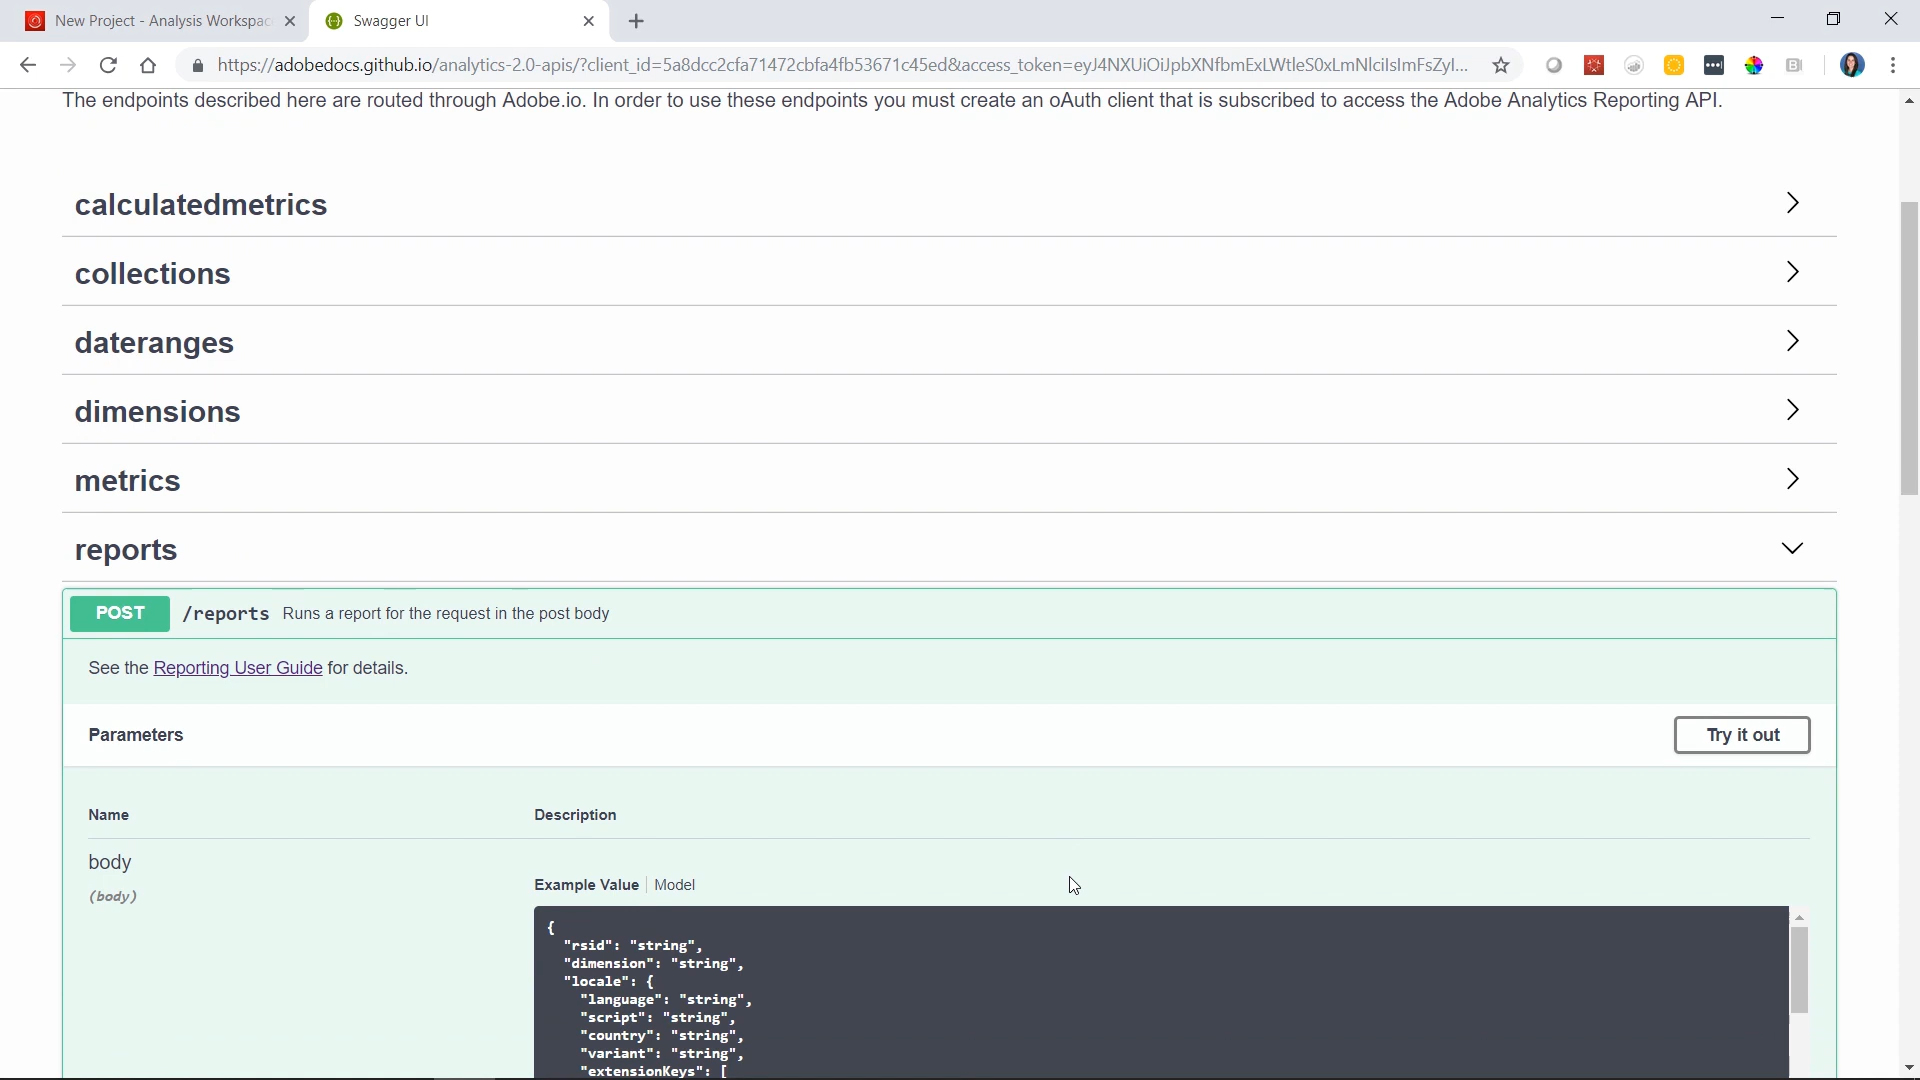 New Project - Analysis Workspac
Swagger UI
https://adobedocs.github.io/analytics-2.0-apis/?client_id=5a8dcc2cfa71472cbfa4fb53671c45ed&access_token=eyJ4NXUiOiJpbXNfbmExLWtleS0xLmNlciIsImFsZyI...
The endpoints described here are routed through Adobe.io. In order to use these endpoints you must create an oAuth client that is subscribed to access the Adobe Analytics Reporting API.
calculatedmetrics
collections
dateranges
dimensions
metrics
reports
POST /reports Runs a report for the request in the post body
See the Reporting User Guide for details.
Parameters
Try it out
Name Description
body
(body)
Example Value | Model
{
"rsid": "string",
"dimension": "string",
"locale": {
"language": "string",
"script": "string",
"country": "string",
"variant": "string",
"extensionKeys": [